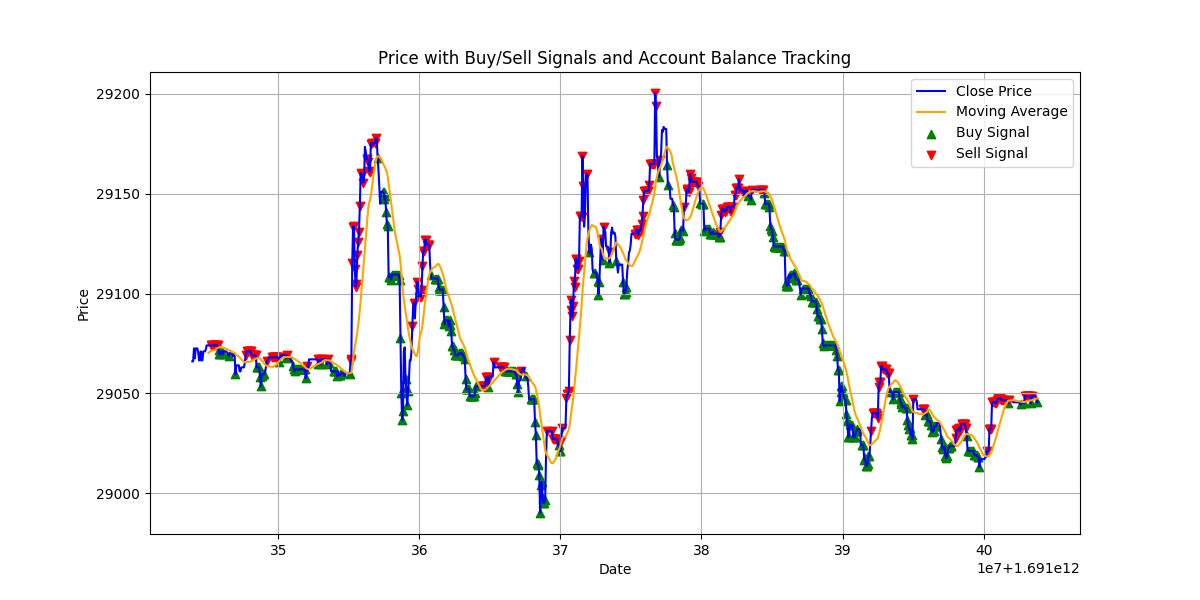 Price with Buy/Sell Signals and Account Balance Tracking
Close Price
Moving Average
Buy Signal
Sell Signal
29200
29150
29100
29050
29000
Price
35 36 37 38 39 40
Date
1e7+1.691e12